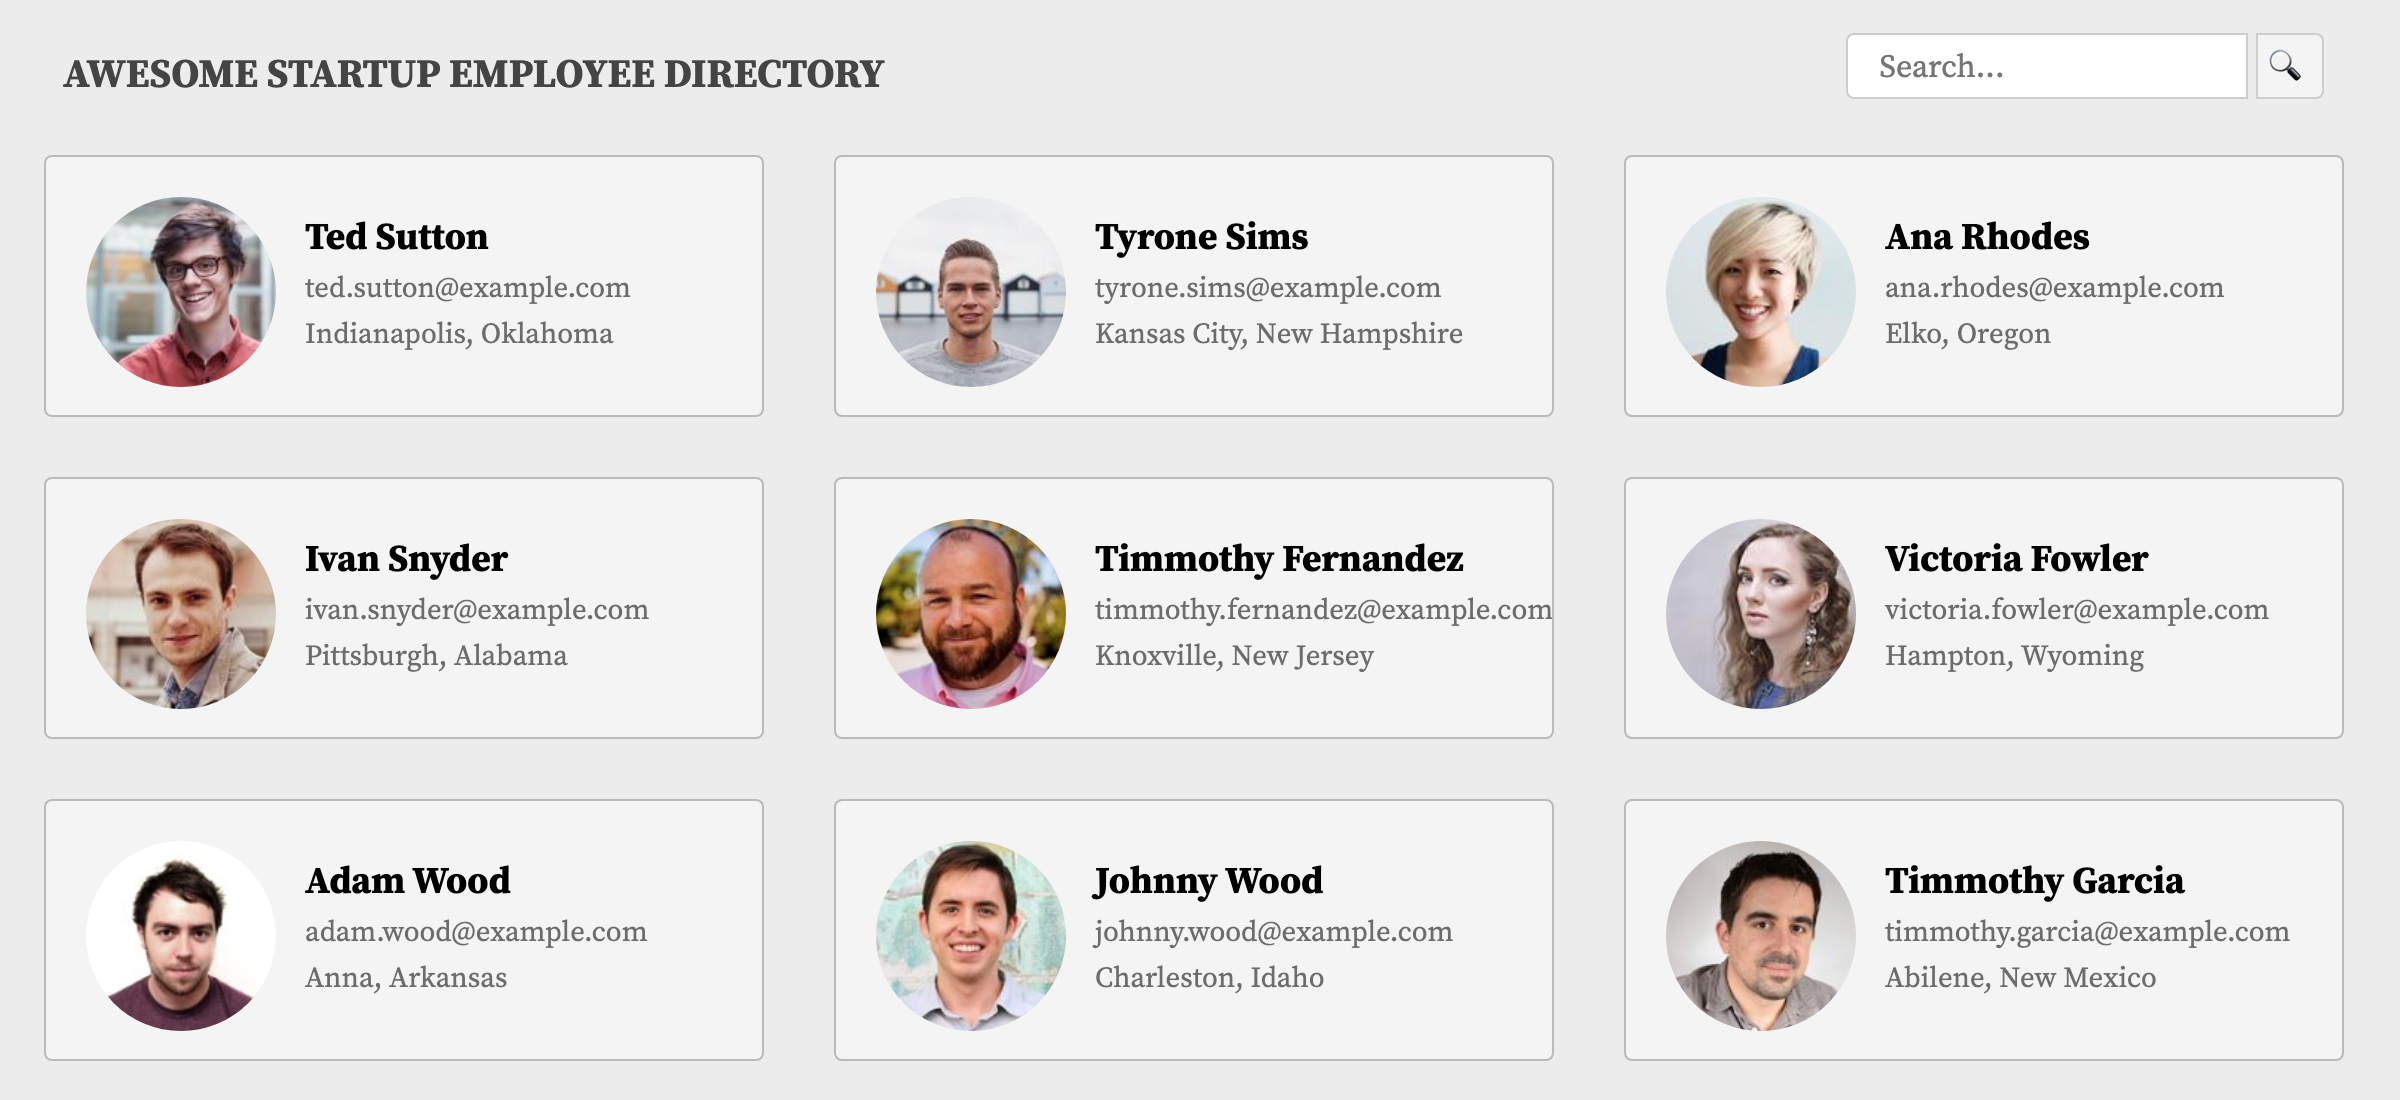 AWESOME STARTUP EMPLOYEE DIRECTORY
Search...
Ted Sutton
ted.sutton@example.com
Indianapolis, Oklahoma
Tyrone Sims
tyrone.sims@example.com
Kansas City, New Hampshire
Ana Rhodes
ana.rhodes@example.com
Elko, Oregon
Ivan Snyder
ivan.snyder@example.com
Pittsburgh, Alabama
Timmothy Fernandez
timmothy.fernandez@example.com
Knoxville, New Jersey
Victoria Fowler
victoria.fowler@example.com
Hampton, Wyoming
Adam Wood
adam.wood@example.com
Anna, Arkansas
Johnny Wood
johnny.wood@example.com
Charleston, Idaho
Timmothy Garcia
timmothy.garcia@example.com
Abilene, New Mexico